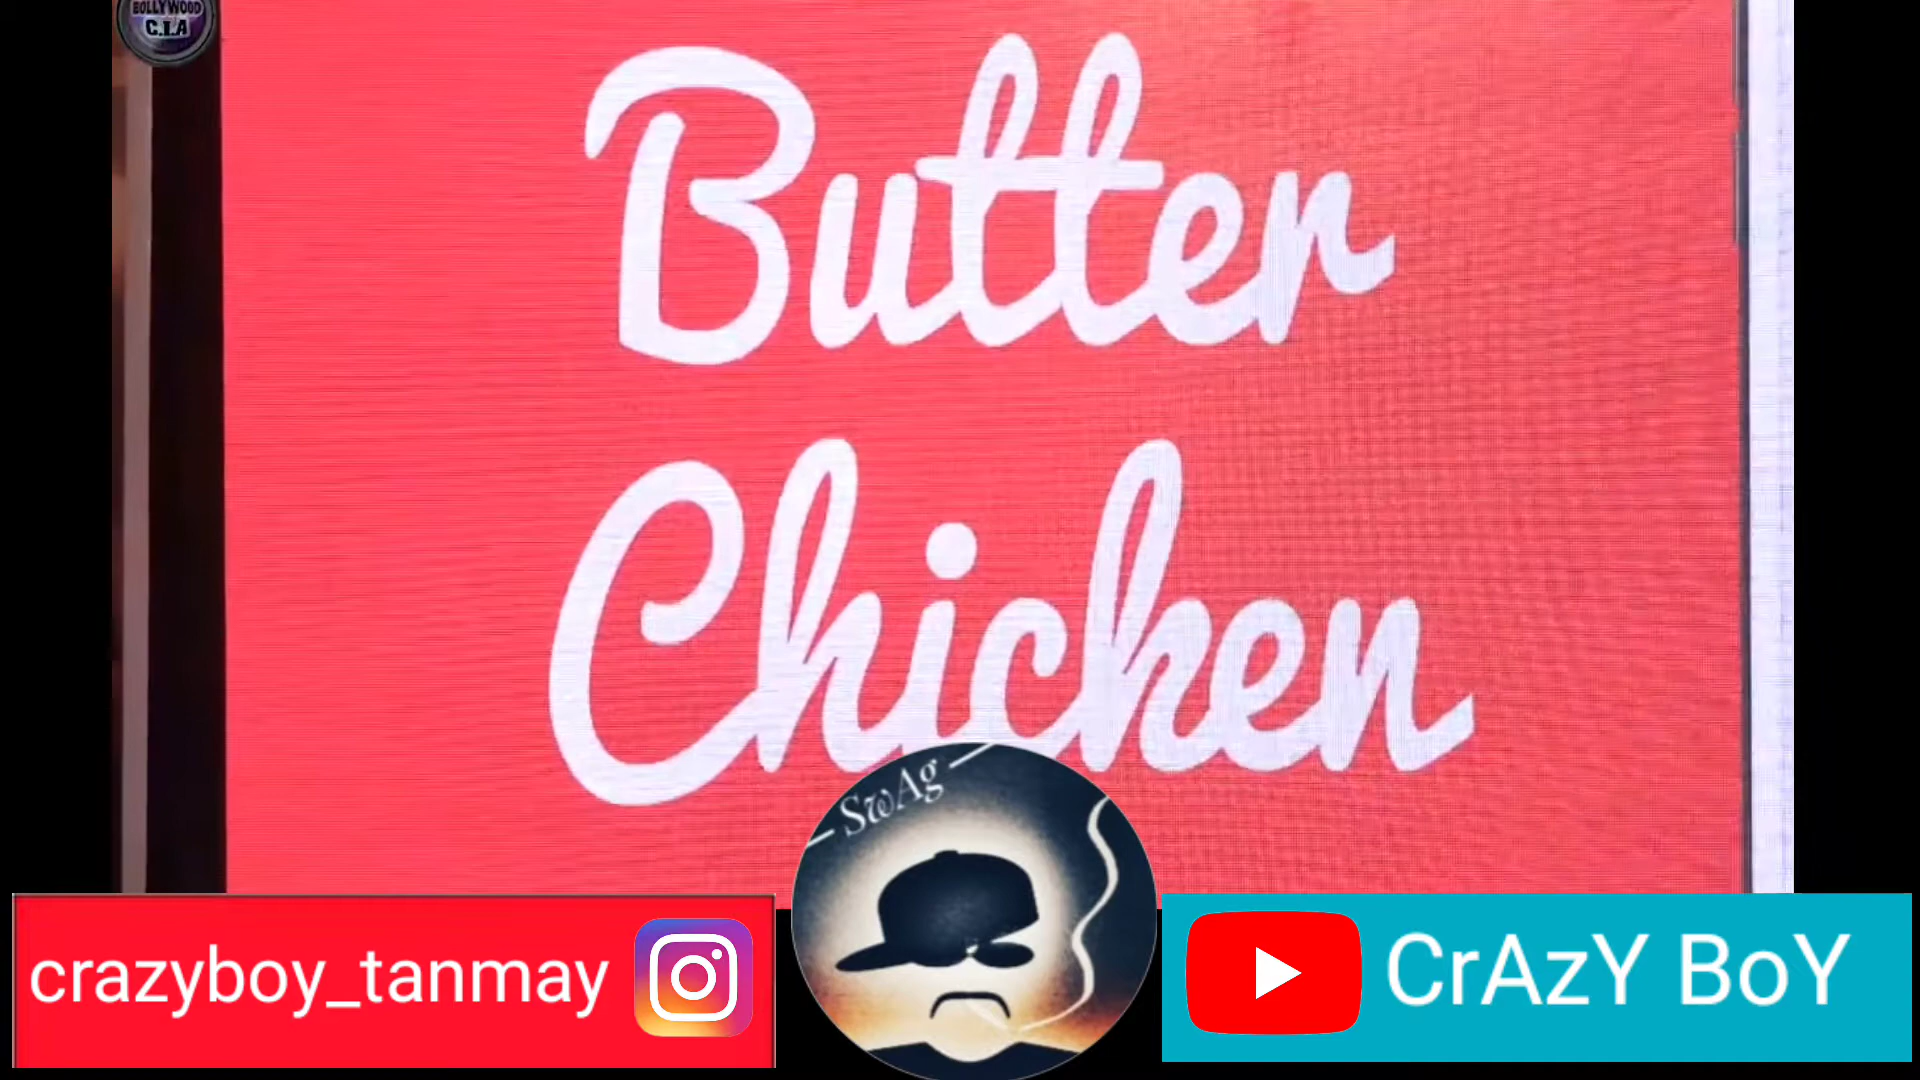 BOLLYWOOD
C.I.A
Butter
Chicken
SwAg
crazyboy_tanmay
CrAzY BoY